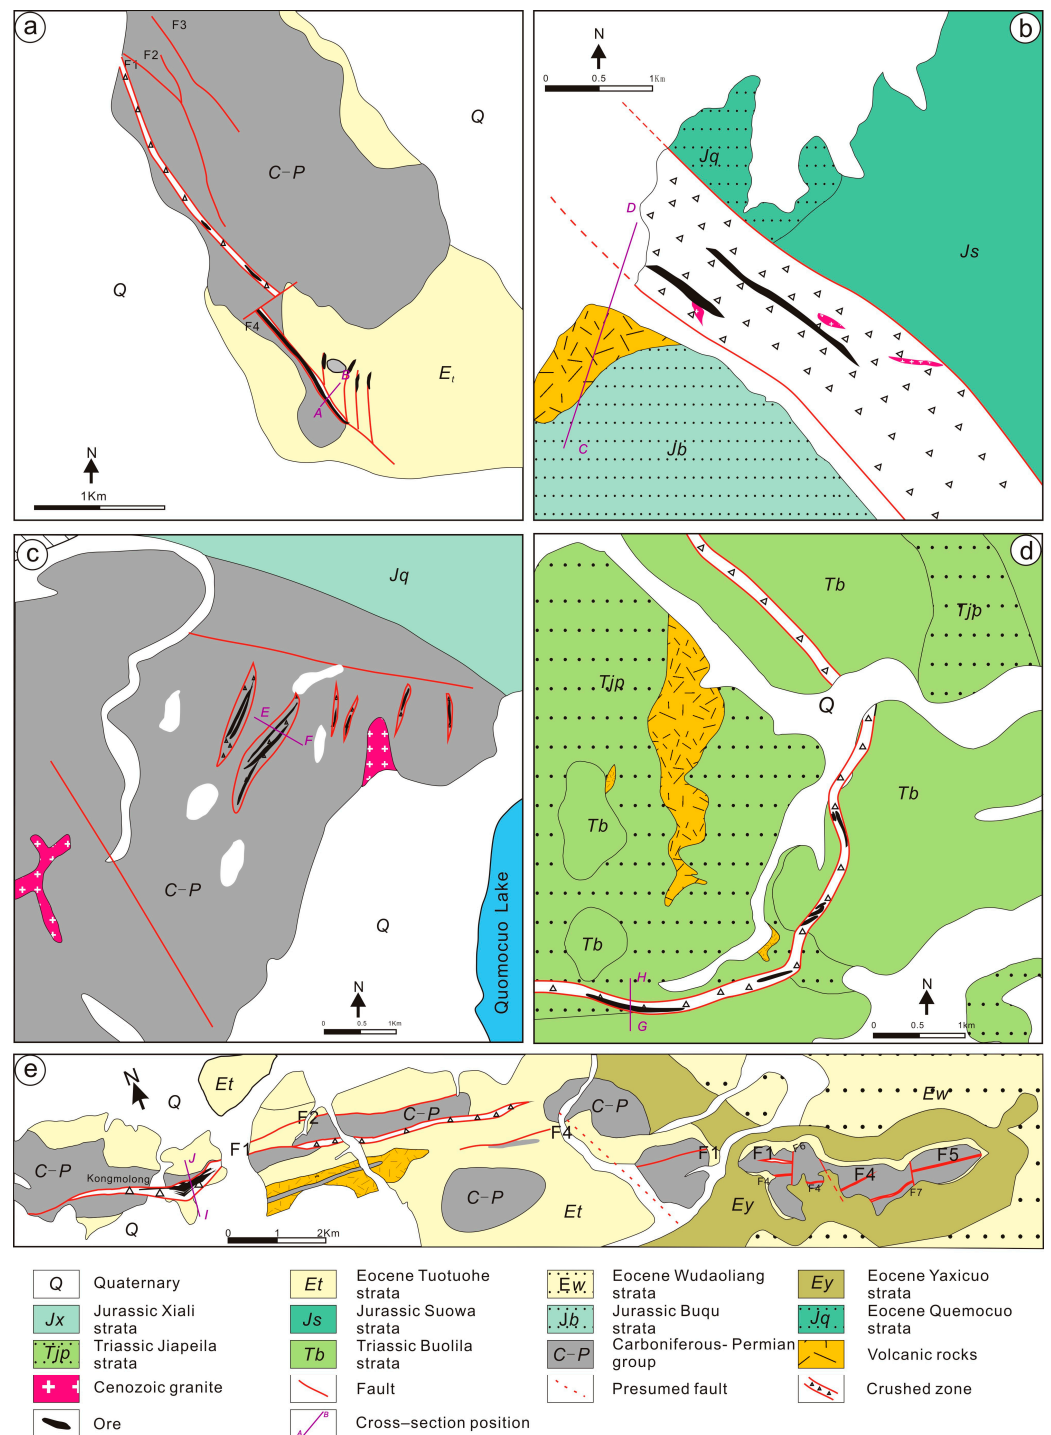 a
F3
F2
F1
Q
C-P
Q
F4
B
A
Et
N
1Km
b
N
0 0.5 1Km
Jq
D
Js
C
Jb
c
Jq
E
F
C-P
Q
Quomocuo Lake
N
0 0.5 1Km
d
Tb
Tjp
Tjp
Q
Tb
Tb
Tb
H
G
N
0 0.5 1km
e
N
Q
Et
F2
C-P
F1
F4
C-P
Ew
C-P
J
Kongmolong
I
Q
C-P
Et
F1
F1
F6
F4
F4
F4
F5
F7
Ey
0 1 2Km
Q Quaternary
Et Eocene Tuotuohe strata
Ew Eocene Wudaoliang strata
Ey Eocene Yaxicuo strata
Jx Jurassic Xiali strata
Js Jurassic Suowa strata
Jb Jurassic Buqu strata
Jq Eocene Quemocuo strata
Tjp Triassic Jiapeila strata
Tb Triassic Buolila strata
C-P Carboniferous- Permian group
Volcanic rocks
Cenozoic granite
Fault
Presumed fault
Crushed zone
Ore
A B Cross-section position